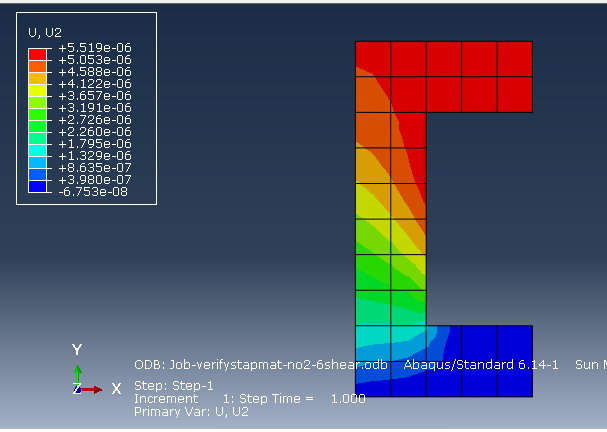 U, U2
+5.519e-06
+5.053e-06
+4.588e-06
+4.122e-06
+3.657e-06
+3.191e-06
+2.726e-06
+2.260e-06
+1.795e-06
+1.329e-06
+8.635e-07
+3.980e-07
-6.753e-08
Y
Z X
ODB: Job-verifystapmat-no2-6shear.odb Abaqus/Standard 6.14-1 Sun M
Step: Step-1
Increment 1: Step Time = 1.000
Primary Var: U, U2